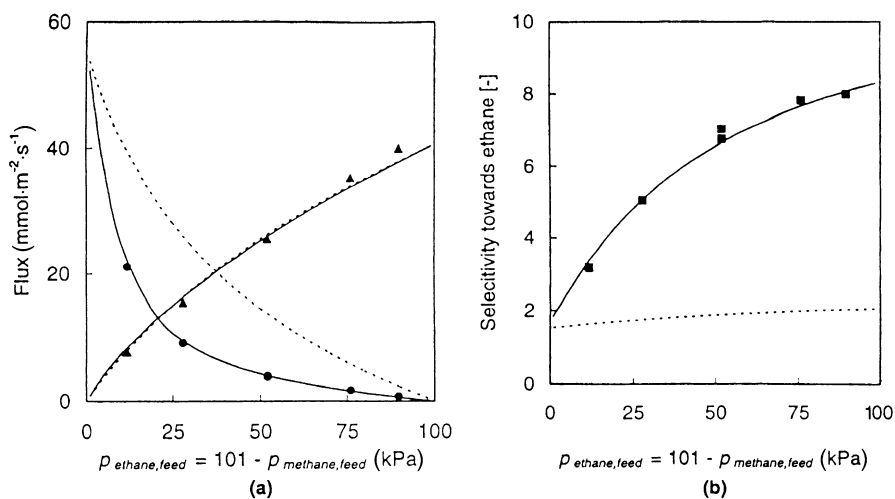 60
40
20
0
Flux (mmol·m⁻²·s⁻¹)
0 25 50 75 100
p ethane,feed = 101 - p methane,feed (kPa)
(a)
10
8
6
4
2
0
Selecitivity towards ethane [-]
0 25 50 75 100
p ethane,feed = 101 - p methane,feed (kPa)
(b)